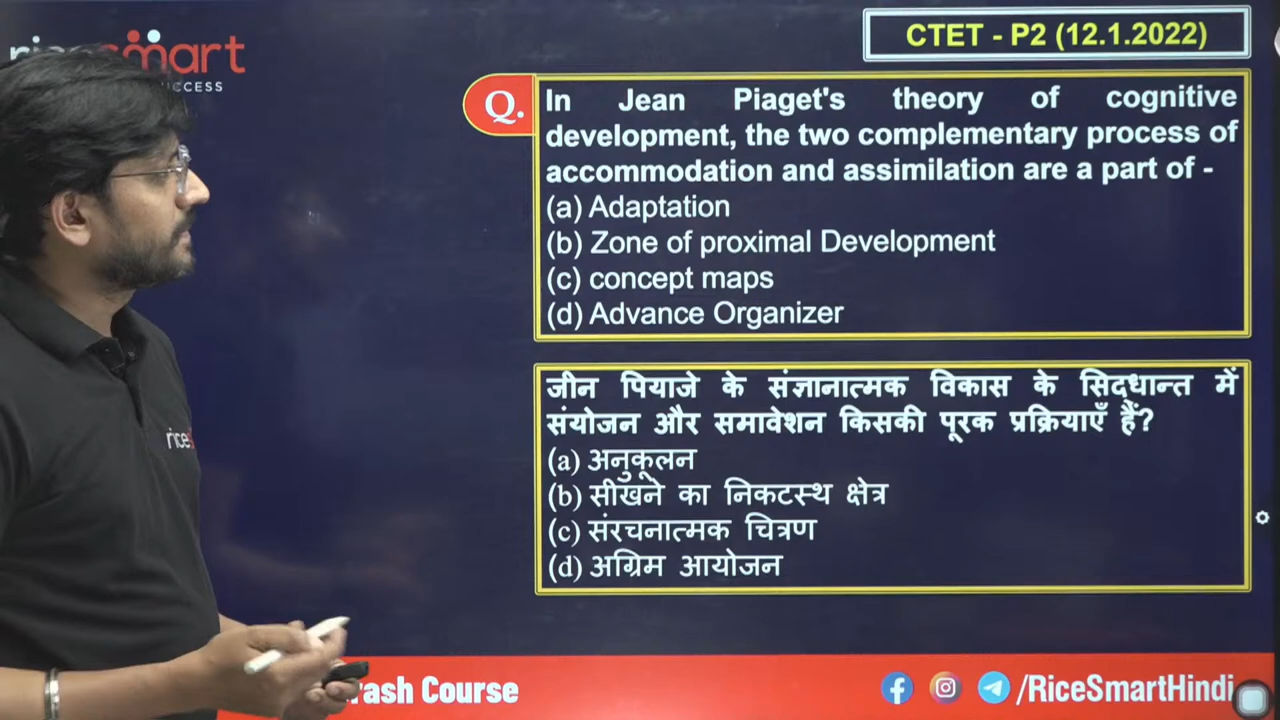 smart
CTET - P2 (12.1.2022)
Q.
In Jean Piaget's theory of cognitive
development, the two complementary process of
accommodation and assimilation are a part of -
(a) Adaptation
(b) Zone of proximal Development
(c) concept maps
(d) Advance Organizer
जीन पियाजे के संज्ञानात्मक विकास के सिद्धान्त में
संयोजन और समावेशन किसकी पूरक प्रक्रियाएँ हैं?
(a) अनुकूलन
(b) सीखने का निकटस्थ क्षेत्र
(c) संरचनात्मक चित्रण
(d) अग्रिम आयोजन
rice
Course
/RiceSmartHindi